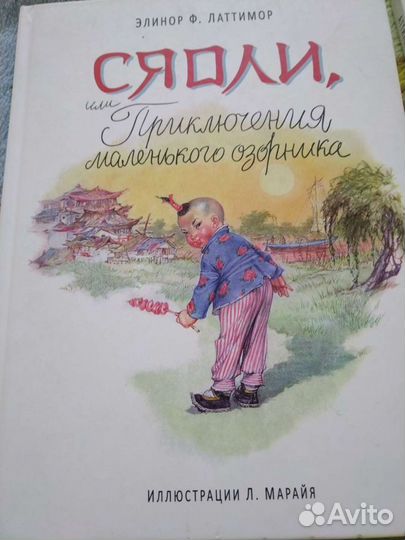 ЭЛИНОР Ф. ЛАТТИМОР
СЯОЛИ,
или Приключения
маленького озорника
ИЛЛЮСТРАЦИИ Л. МАРАЙЯ
Avito